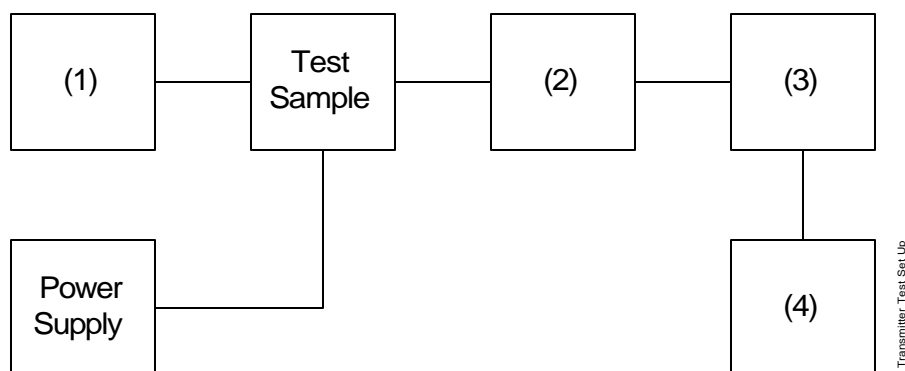 (1)
Test
Sample
(2)
(3)
Power
Supply
(4)
Transmitter Test Set Up